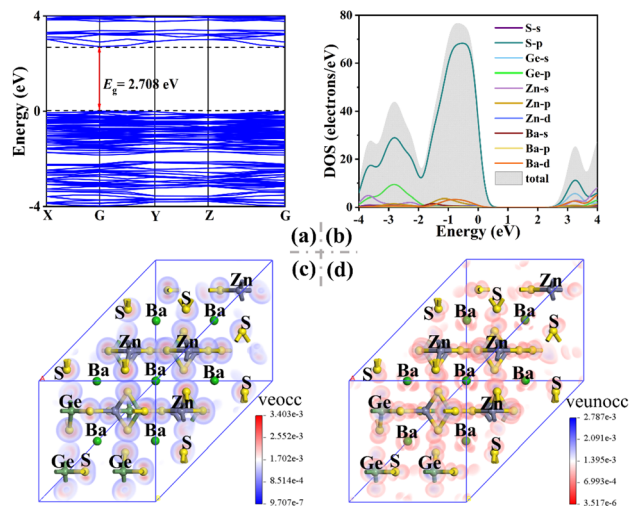 4
0
-4
Energy (eV)
Eg = 2.708 eV
X G Y Z G
80
60
40
20
0
DOS (electrons/eV)
S-s
S-p
Ge-s
Ge-p
Zn-s
Zn-p
Zn-d
Ba-s
Ba-p
Ba-d
total
-4 -3 -2 -1 0 1 2 3 4
Energy (eV)
(a) (b)
(c) (d)
Zn
S
Ba Ba
S
Zn Zn
S
Ba Ba Ba
S
Ge Zn
Ba Ba
S
Ge S Ge
veocc
3.403e-3
2.552e-3
1.702e-3
8.514e-4
9.707e-7
Zn
S
Ba Ba
S
Zn Zn
S
Ba Ba Ba
S
Ge Zn
Ba Ba
S
Ge S Ge
veunocc
2.787e-3
2.091e-3
1.395e-3
6.993e-4
3.517e-6